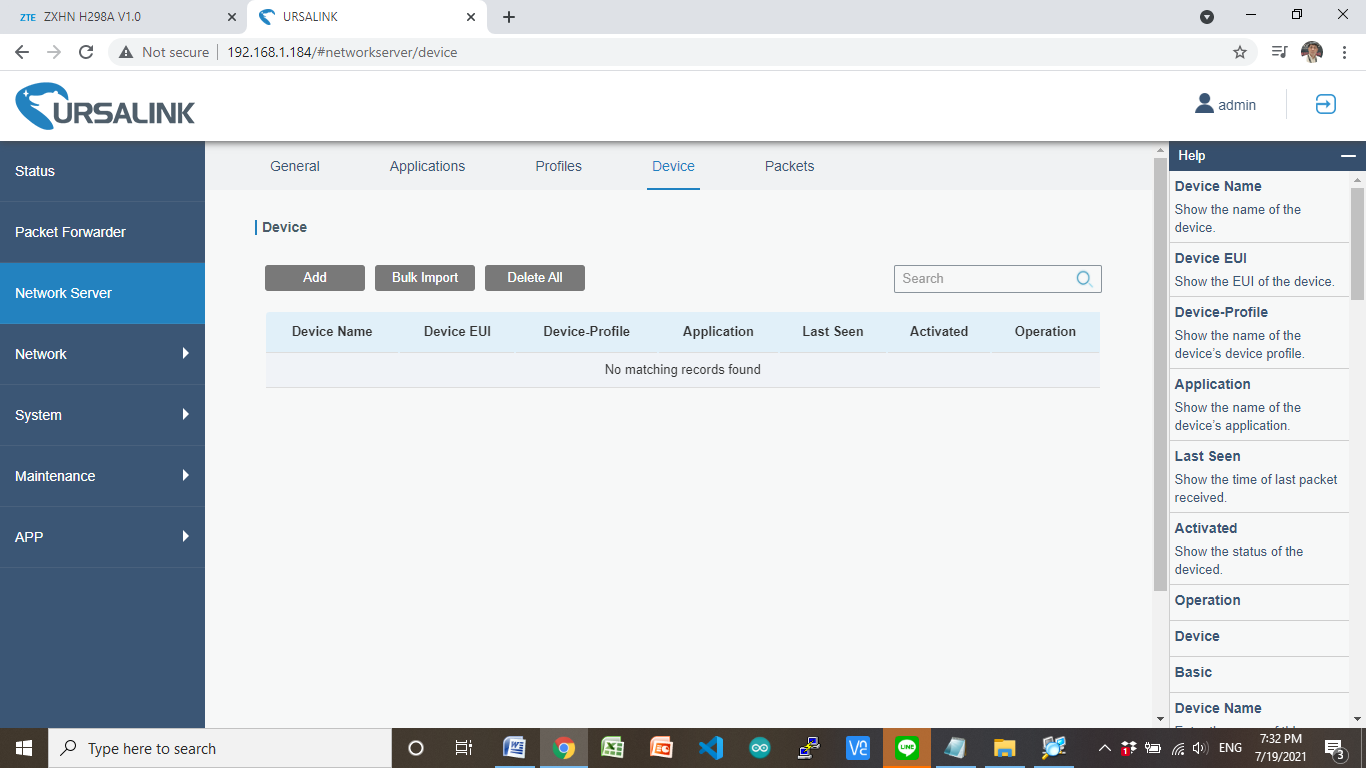 ZTE ZXHN H298A V1.0
URSALINK
Not secure
192.168.1.184/#networkserver/device
URSALINK
admin
Status
Packet Forwarder
Network Server
Network
System
Maintenance
APP
General
Applications
Profiles
Device
Packets
Device
Add
Bulk Import
Delete All
Search
Device Name
Device EUI
Device-Profile
Application
Last Seen
Activated
Operation
No matching records found
Help
Device Name
Show the name of the
device.
Device EUI
Show the EUI of the device.
Device-Profile
Show the name of the
device's device profile.
Application
Show the name of the
device's application.
Last Seen
Show the time of last packet
received.
Activated
Show the status of the
deviced.
Operation
Device
Basic
Device Name
Type here to search
ENG
7:32 PM
7/19/2021
3